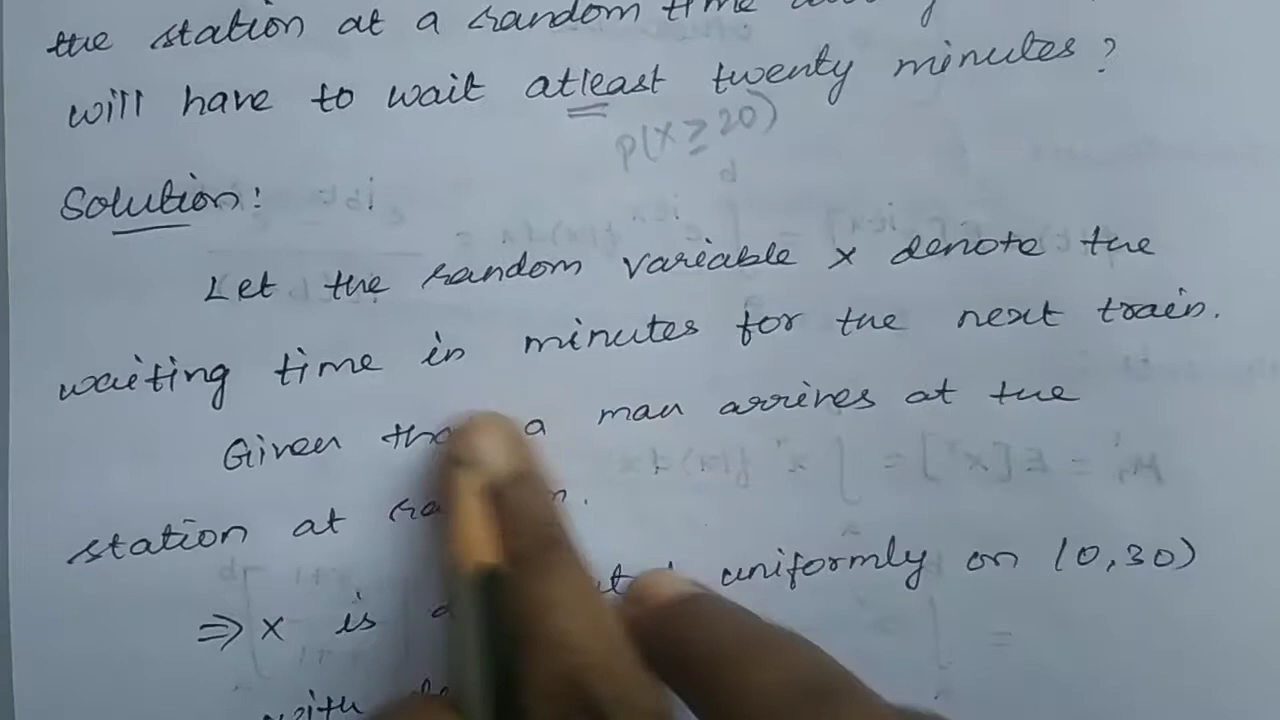 the station at a random time
will have to wait atleast twenty minutes?
P(X ≥ 20)
Solution:
Let the random variable x denote the
waiting time in minutes for the next train.
Given a man arrives at the
station at
⇒ x is uniformly on (0,30)
with